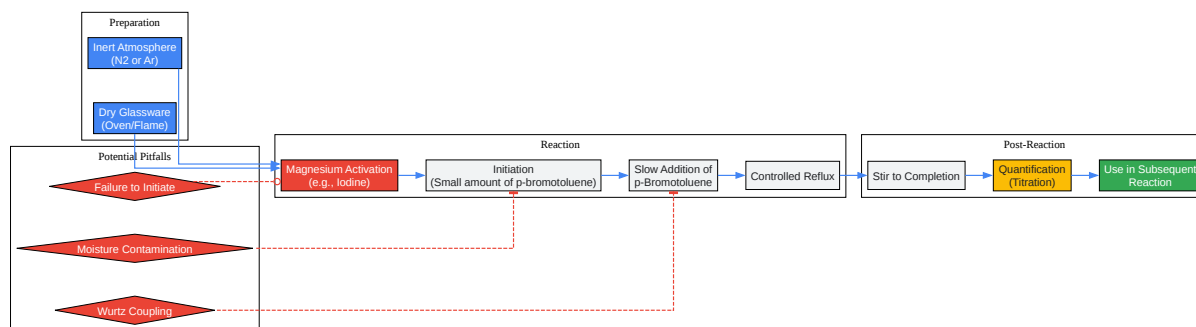 Preparation
Inert Atmosphere
(N2 or Ar)
Dry Glassware
(Oven/Flame)
Potential Pitfalls
Failure to Initiate
Moisture Contamination
Moisture Contamination
Wurtz Coupling
Reaction
Magnesium Activation
(e.g., Iodine)
Initiation
(Small amount of p-bromotoluene)
Slow Addition of
p-Bromotoluene
Controlled Reflux
Post-Reaction
Stir to Completion
Quantification
(Titration)
Use in Subsequent
Reaction